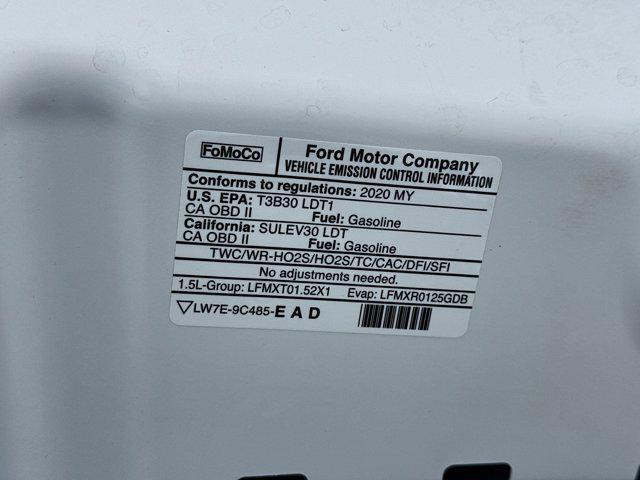 FoMoCo
Ford Motor Company
VEHICLE EMISSION CONTROL INFORMATION
Conforms to regulations: 2020 MY
U.S. EPA: T3B30 LDT1
CA OBD II Fuel: Gasoline
California: SULEV30 LDT
CA OBD II Fuel: Gasoline
TWC/WR-HO2S/HO2S/TC/CAC/DFI/SFI
No adjustments needed.
1.5L-Group: LFMXT01.52X1 Evap: LFMXR0125GDB
LW7E-9C485-EAD